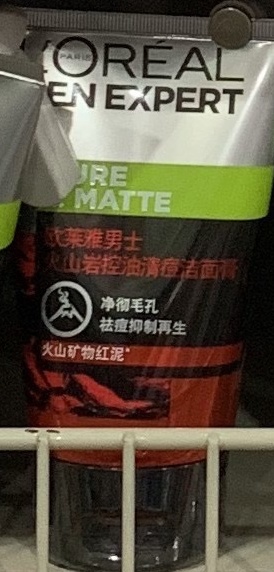 L'ORÉAL
PARIS
EN EXPERT
URE
MATTE
欧莱雅男士
火山岩控油清痘洁面膏
净彻毛孔
祛痘抑制再生
火山矿物红泥*